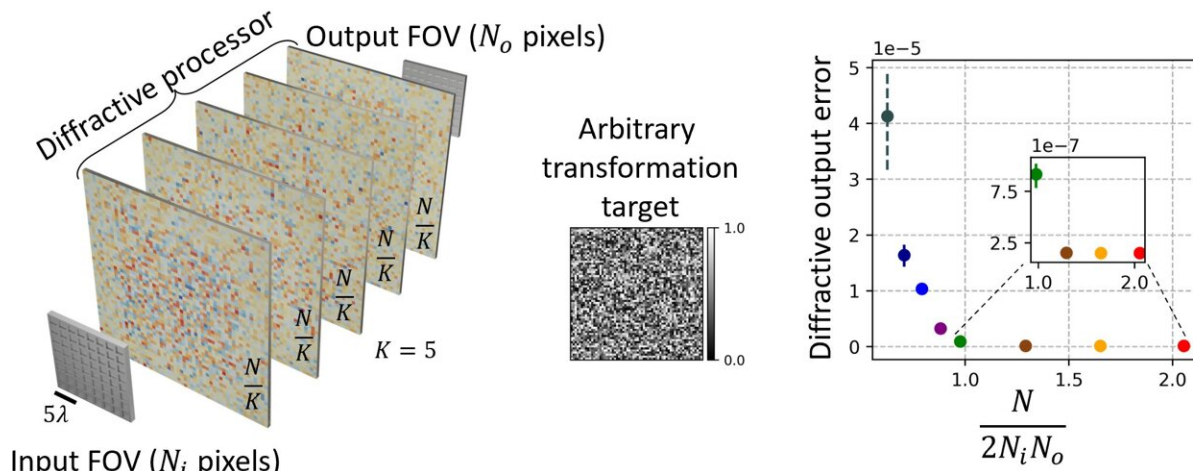 Output FOV (N_o pixels)
Diffractive processor
N/K
N/K
N/K
N/K
N/K
K = 5
5λ
Input FOV (N_i pixels)
Arbitrary
transformation
target
1.0
0.0
1e-5
5
4
3
2
1
0
Diffractive output error
1e-7
7.5
2.5
1.0
2.0
1.0
1.5
2.0
N
2N_iN_o